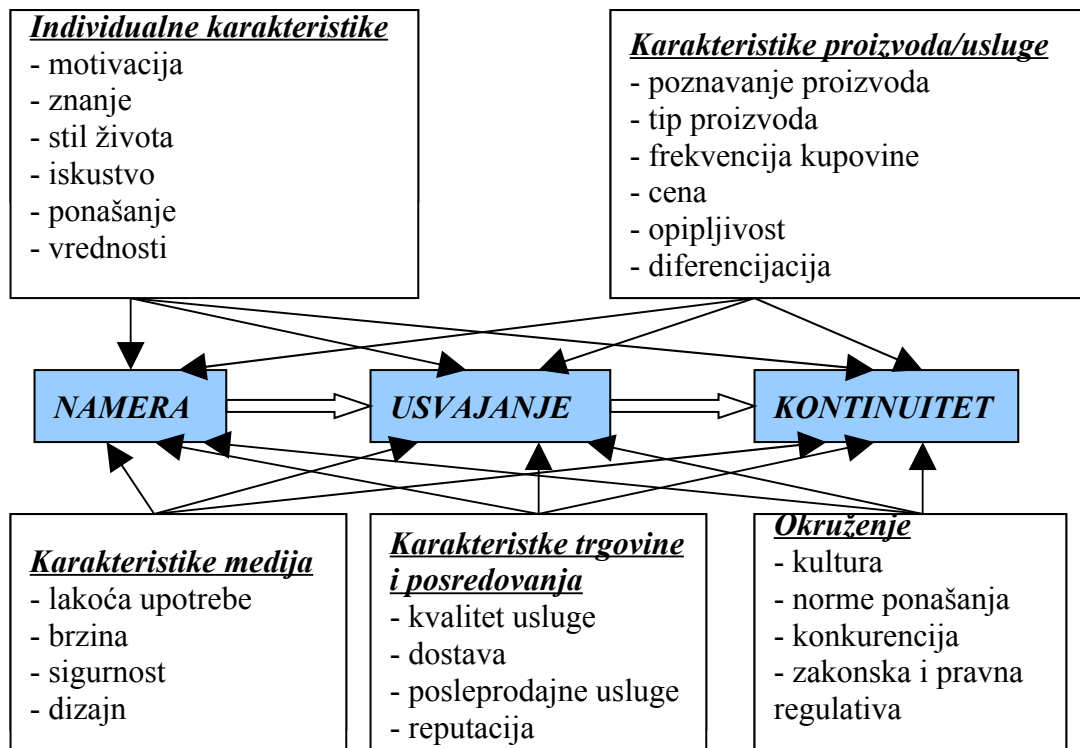 Individualne karakteristike
- motivacija
- znanje
- stil života
- iskustvo
- ponašanje
- vrednosti
Karakteristike proizvoda/usluge
- poznavanje proizvoda
- tip proizvoda
- frekvencija kupovine
- cena
- opipljivost
- diferencijacija
NAMERA
USVAJANJE
KONTINUITET
Karakteristike medija
- lakoća upotrebe
- brzina
- sigurnost
- dizajn
Karakteristke trgovine
i posredovanja
- kvalitet usluge
- dostava
- posleprodajne usluge
- reputacija
Okruženje
- kultura
- norme ponašanja
- konkurencija
- zakonska i pravna
regulativa